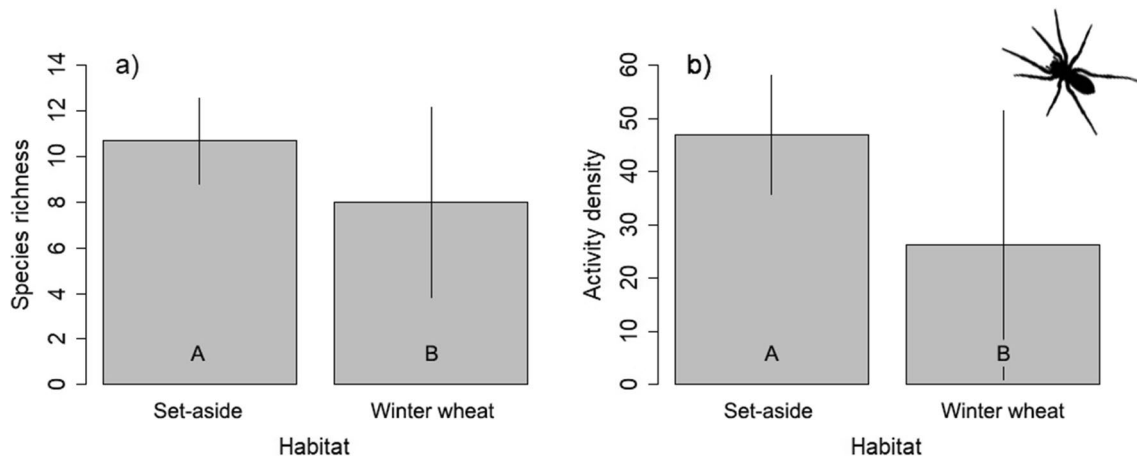 a)
Species richness
14
12
10
8
6
4
2
0
A
B
Set-aside
Winter wheat
Habitat
b)
Activity density
60
50
40
30
20
10
0
A
B
Set-aside
Winter wheat
Habitat